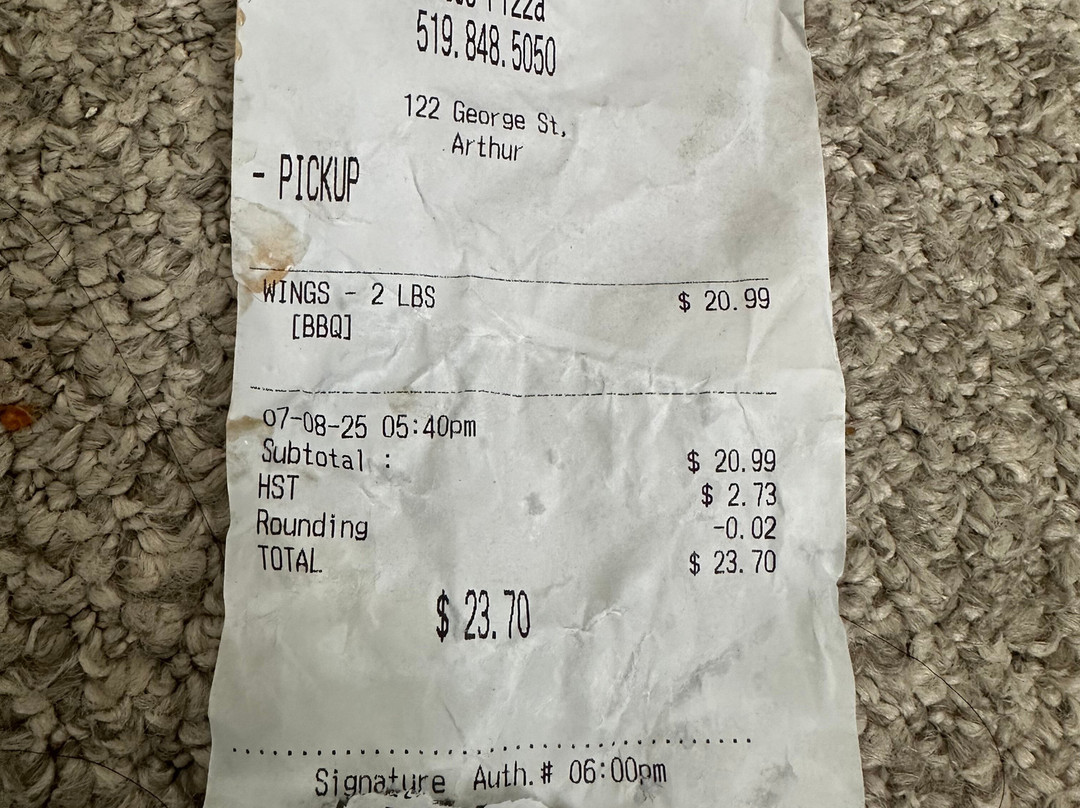 Pizza
519.848.5050
122 George St,
Arthur
- PICKUP
WINGS - 2 LBS $ 20.99
[BBQ]
07-08-25 05:40pm
Subtotal : $ 20.99
HST $ 2.73
Rounding -0.02
TOTAL $ 23.70
$ 23.70
Signature Auth.# 06:00pm